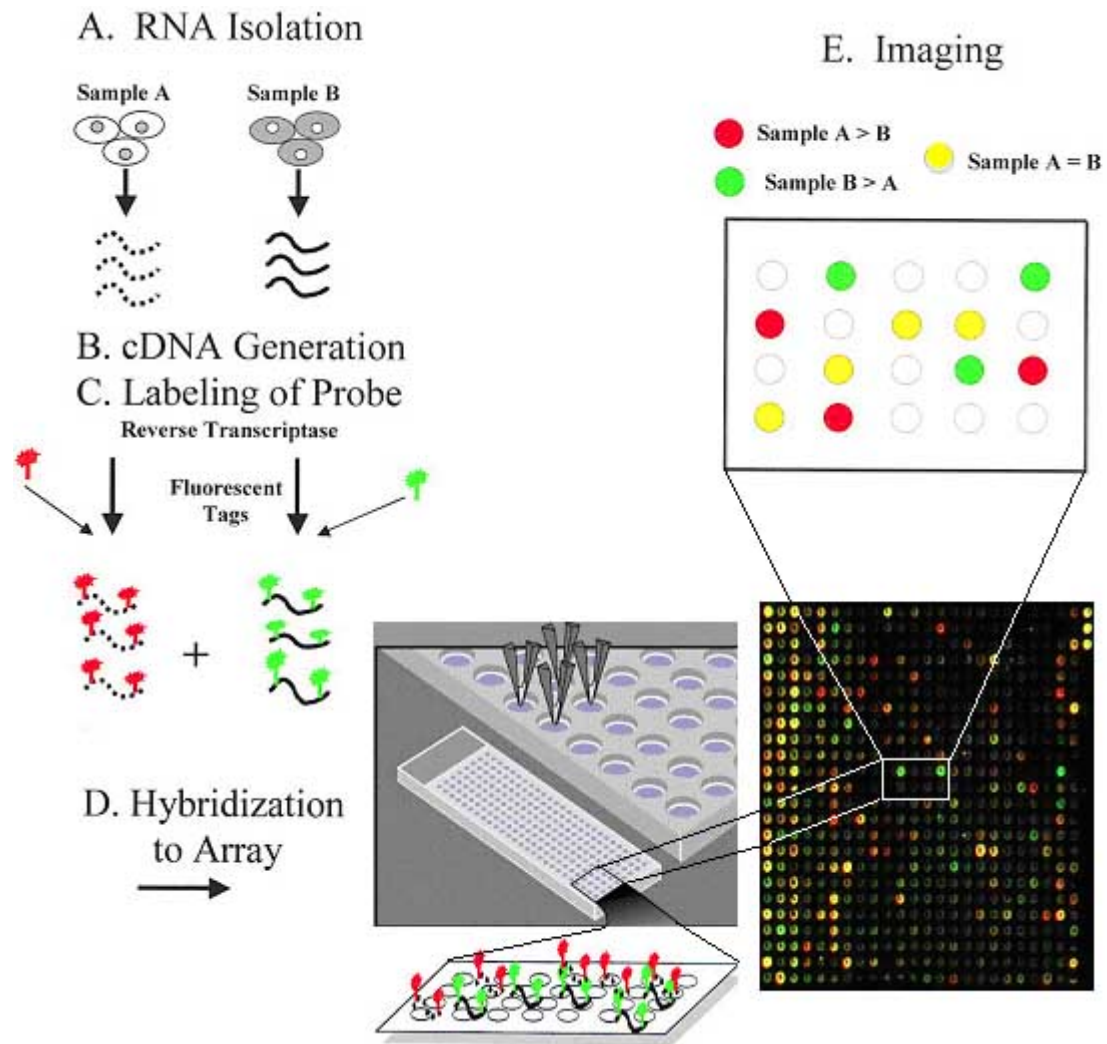 A. RNA Isolation
Sample A
Sample B
B. cDNA Generation
C. Labeling of Probe
Reverse Transcriptase
Fluorescent
Tags
+
D. Hybridization
to Array
E. Imaging
Sample A > B
Sample B > A
Sample A = B